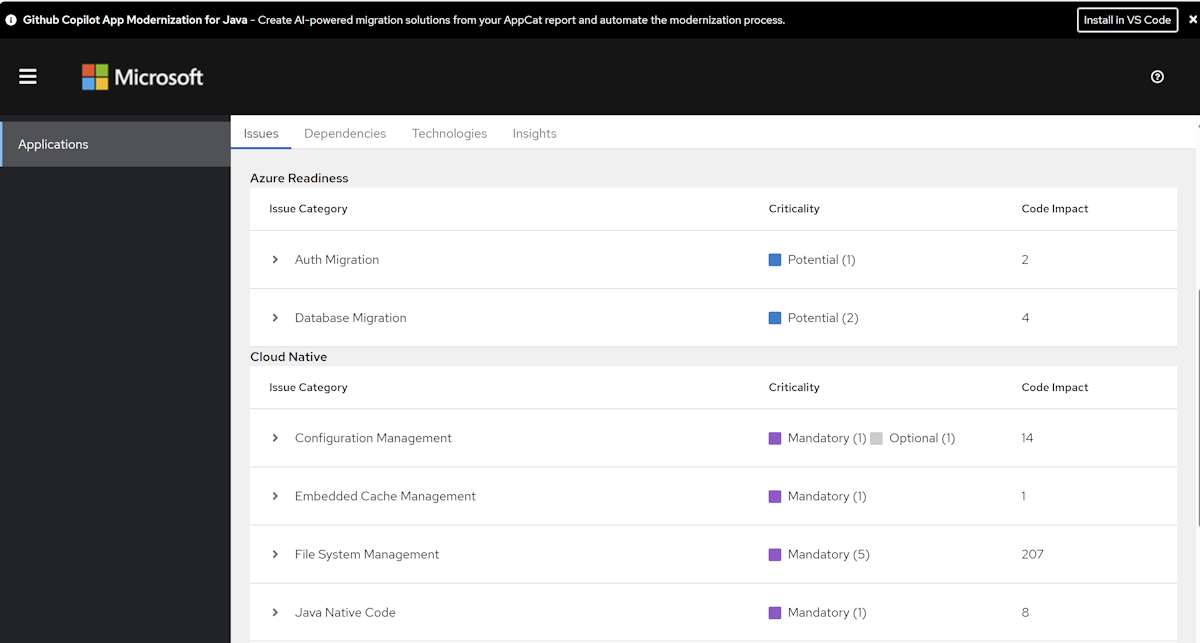 Github Copilot App Modernization for Java - Create AI-powered migration solutions from your AppCat report and automate the modernization process.
Install in VS Code
Microsoft
Applications
Issues Dependencies Technologies Insights
Azure Readiness
Issue Category Criticality Code Impact
Auth Migration Potential (1) 2
Database Migration Potential (2) 4
Cloud Native
Issue Category Criticality Code Impact
Configuration Management Mandatory (1) Optional (1) 14
Embedded Cache Management Mandatory (1) 1
File System Management Mandatory (5) 207
Java Native Code Mandatory (1) 8